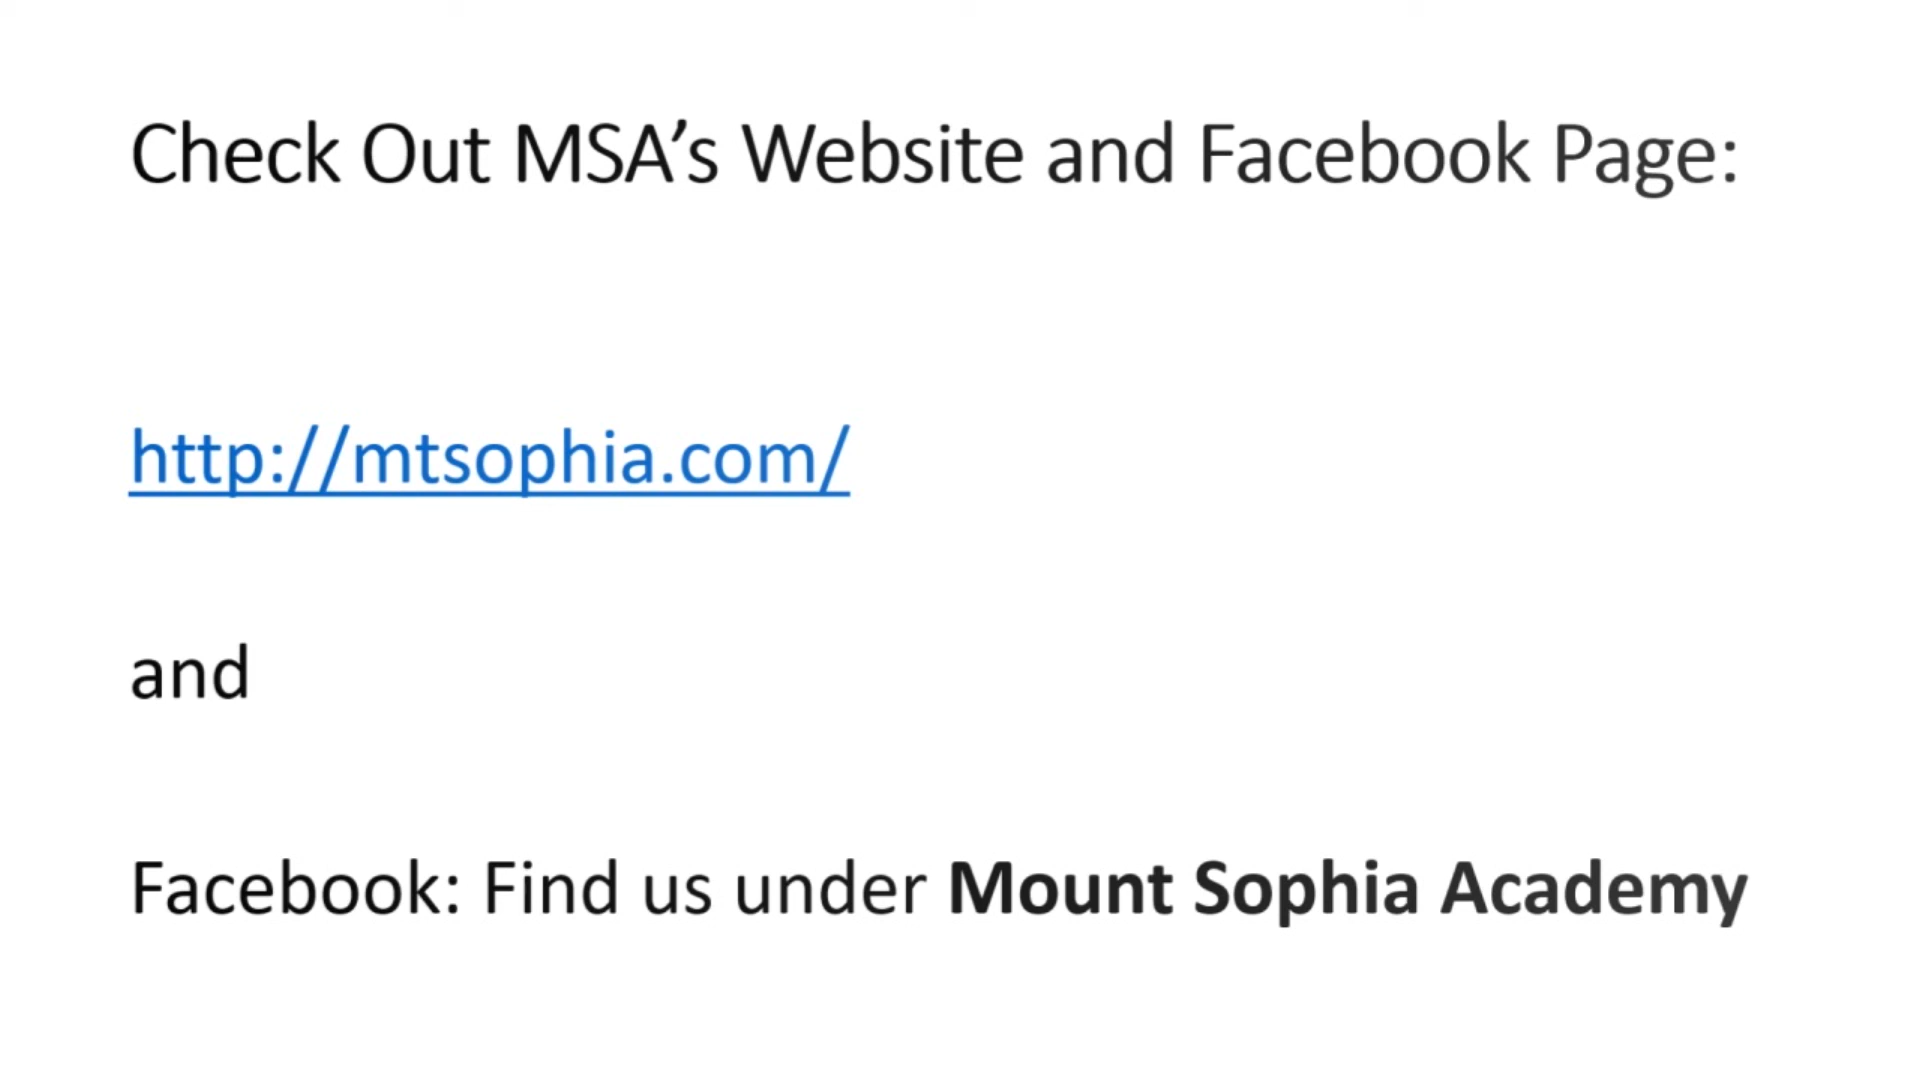 Check Out MSA’s Website and Facebook Page:
http://mtsophia.com/
and
Facebook: Find us under Mount Sophia Academy